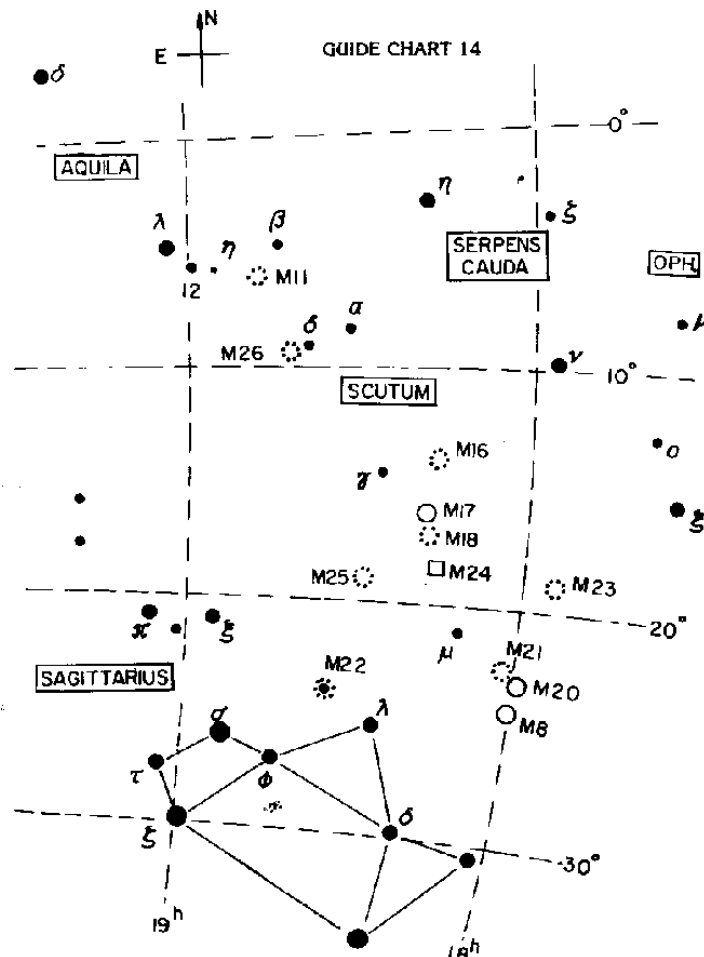 N
E
GUIDE CHART 14
δ
0°
AQUILA
η
λ
η
β
ξ
12
M11
SERPENS
CAUDA
OPH
δ
α
μ
M26
ν
10°
SCUTUM
M16
γ
ο
M17
ξ
M18
M25
M24
M23
π
ξ
20°
μ
M21
M22
SAGITTARIUS
M20
σ
λ
M8
τ
φ
ξ
δ
30°
19h
18h